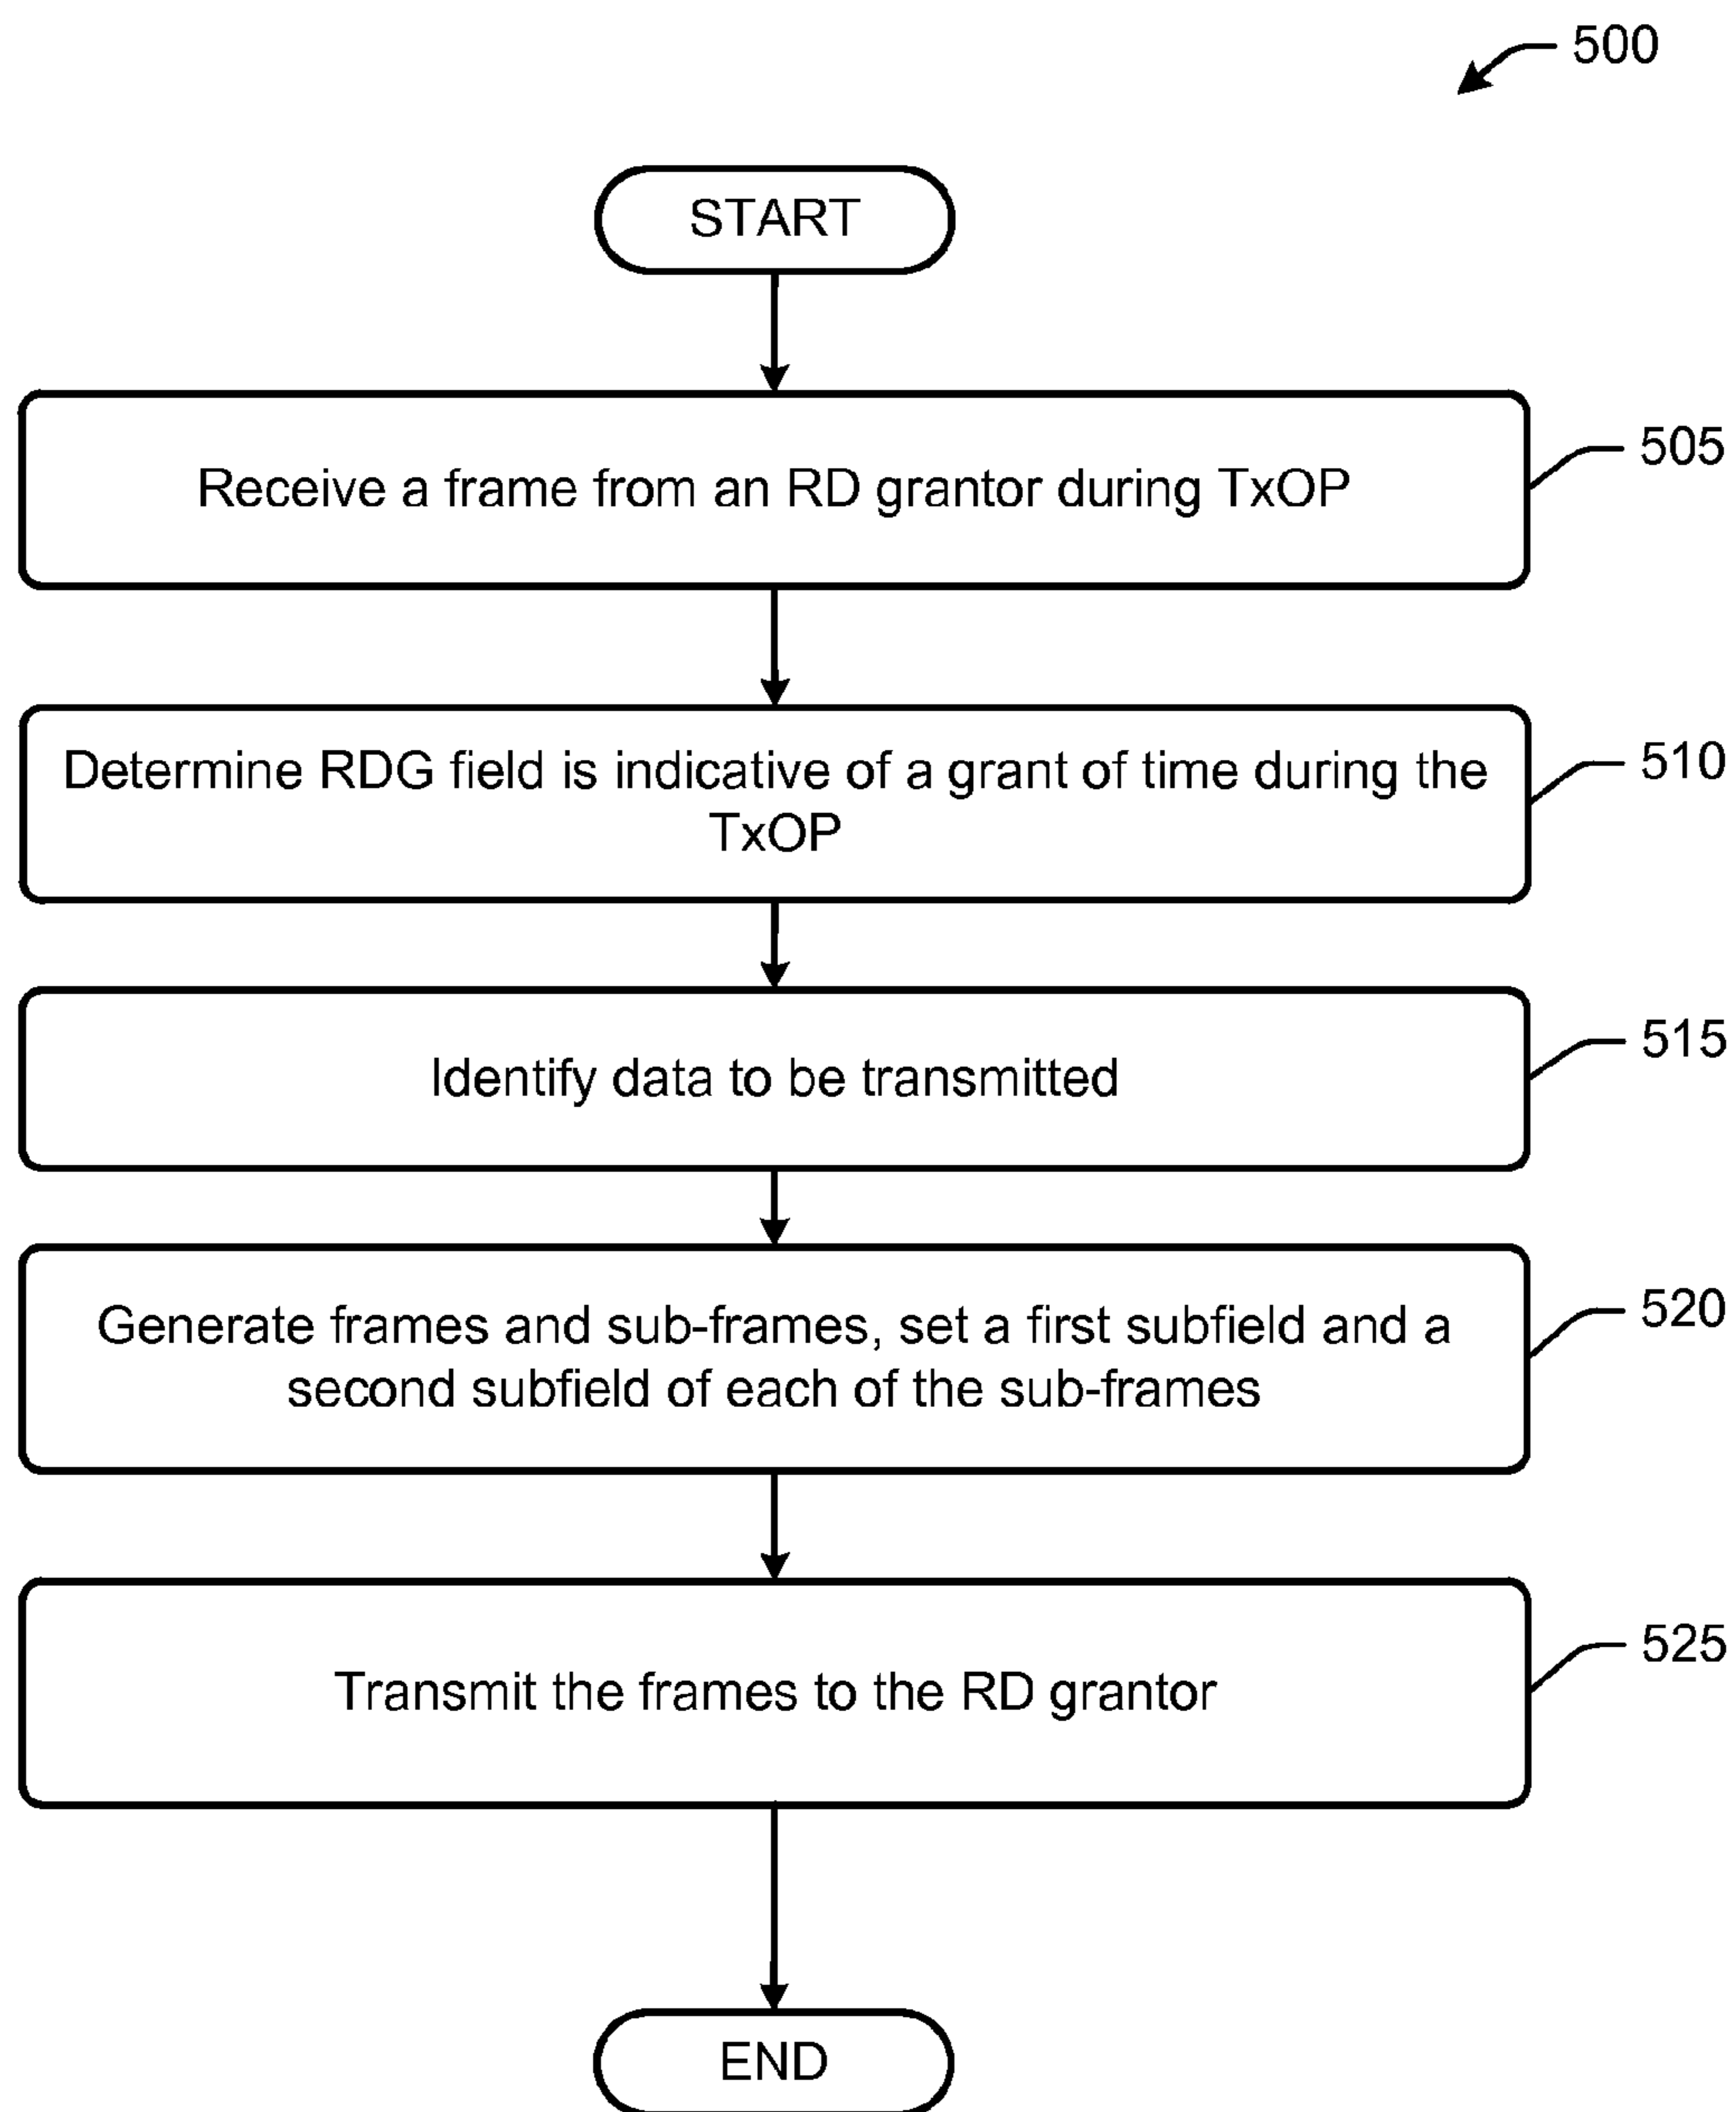 500
START
Receive a frame from an RD grantor during TxOP
505
Determine RDG field is indicative of a grant of time during the
TxOP
510
Identify data to be transmitted
515
Generate frames and sub-frames, set a first subfield and a
second subfield of each of the sub-frames
520
Transmit the frames to the RD grantor
525
END